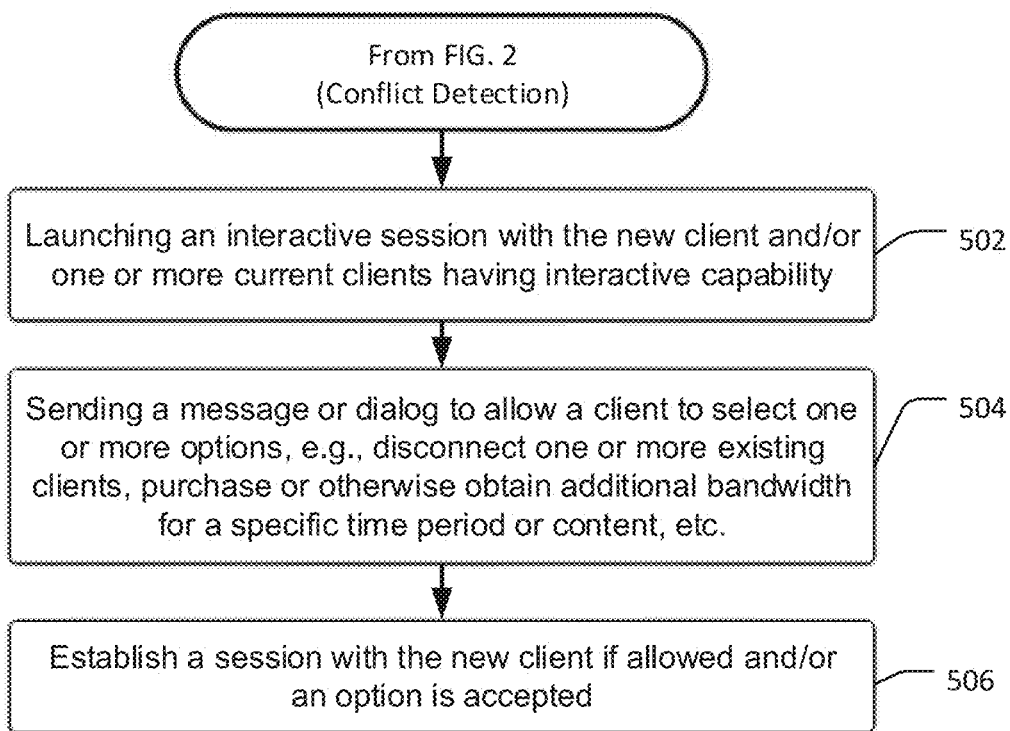 From FIG. 2
(Conflict Detection)
Launching an interactive session with the new client and/or
one or more current clients having interactive capability
502
Sending a message or dialog to allow a client to select one
or more options, e.g., disconnect one or more existing
clients, purchase or otherwise obtain additional bandwidth
for a specific time period or content, etc.
504
Establish a session with the new client if allowed and/or
an option is accepted
506